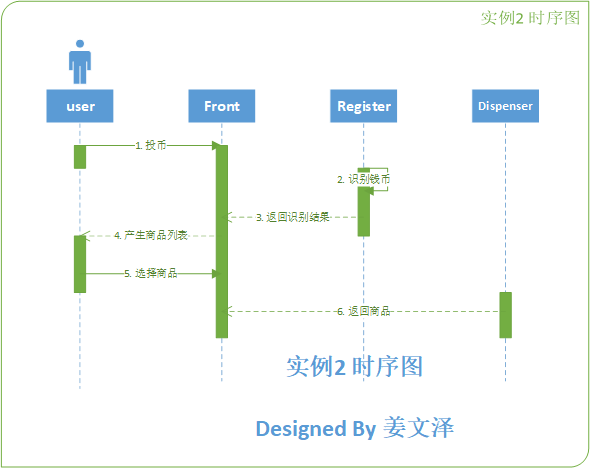 实例2 时序图
user
Front
Register
Dispenser
1. 投币
2. 识别钱币
3. 返回识别结果
4. 产生商品列表
5. 选择商品
6. 返回商品
实例2 时序图
Designed By 姜文泽